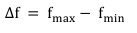 Δf = f_max − f_min